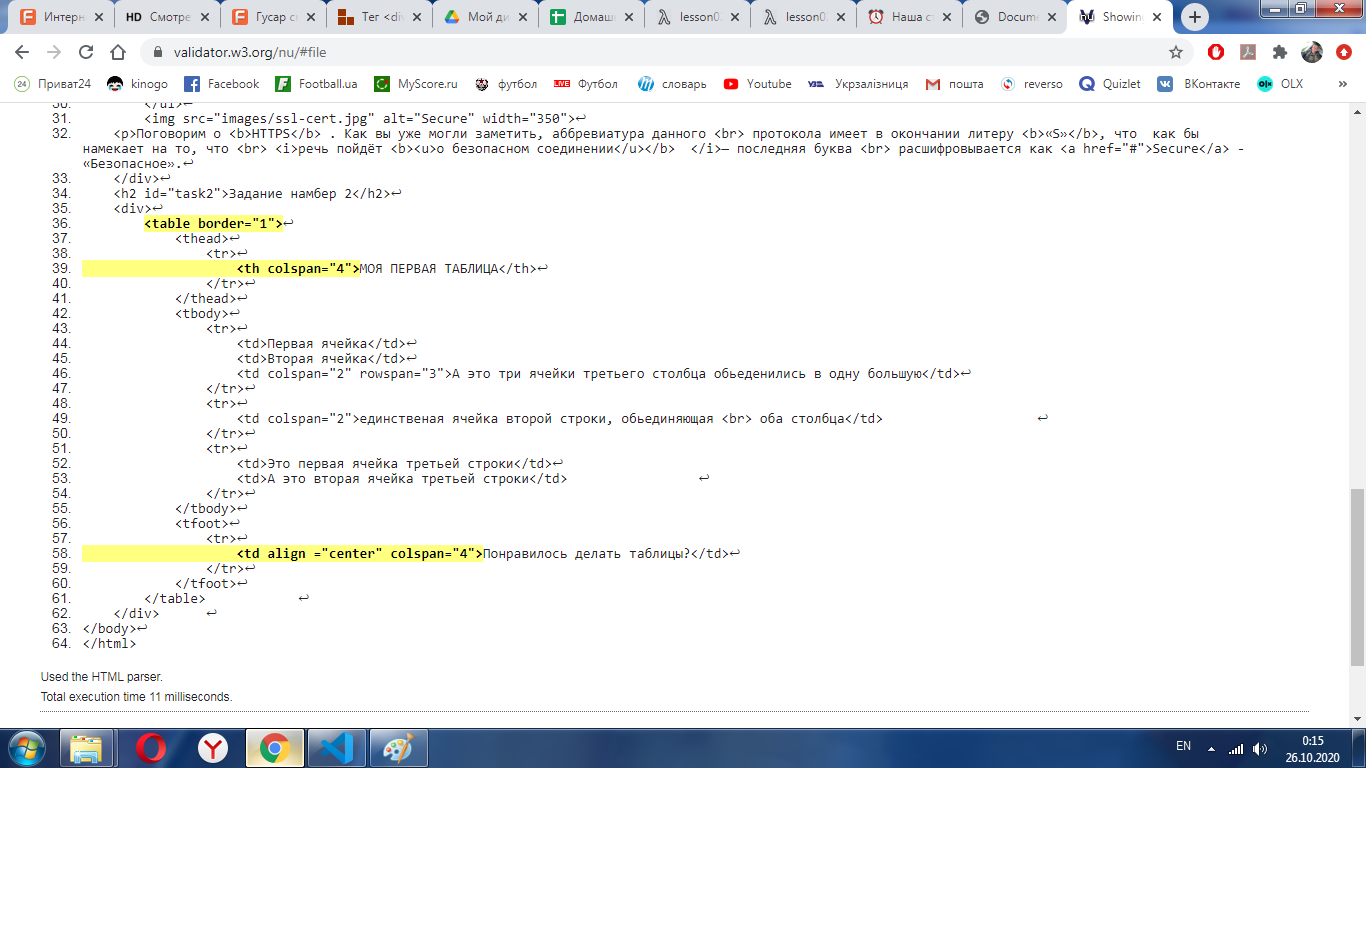 Интерн
HD Смотре
Гусар с
Тег <di
Мой ди
Домаш
lesson0
lesson0
Наша с
Docume
Showin
validator.w3.org/nu/#file
24 Приват24
kinogo
Facebook
Football.ua
MyScore.ru
футбол
LIVE Футбол
словарь
Youtube
Укрзалізниця
пошта
reverso
Quizlet
ВКонтакте
OLX
»
30. </ul>↩
31. <img src="images/ssl-cert.jpg" alt="Secure" width="350">↩
32. <p>Поговорим о <b>HTTPS</b> . Как вы уже могли заметить, аббревиатура данного <br> протокола имеет в окончании литеру <b>«S»</b>, что  как бы
намекает на то, что <br> <i>речь пойдёт <b><u>о безопасном соединении</u></b>  </i>— последняя буква <br> расшифровывается как <a href="#">Secure</a> -
«Безопасное».↩
33. </div>↩
34. <h2 id="task2">Задание намбер 2</h2>↩
35. <div>↩
36. <table border="1">↩
37. <thead>↩
38. <tr>↩
39. <th colspan="4">МОЯ ПЕРВАЯ ТАБЛИЦА</th>↩
40. </tr>↩
41. </thead>↩
42. <tbody>↩
43. <tr>↩
44. <td>Первая ячейка</td>↩
45. <td>Вторая ячейка</td>↩
46. <td colspan="2" rowspan="3">А это три ячейки третьего столбца обьеденились в одну большую</td>↩
47. </tr>↩
48. <tr>↩
49. <td colspan="2">единственая ячейка второй строки, обьединяющая <br> оба столбца</td> ↩
50. </tr>↩
51. <tr>↩
52. <td>Это первая ячейка третьей строки</td>↩
53. <td>А это вторая ячейка третьей строки</td> ↩
54. </tr>↩
55. </tbody>↩
56. <tfoot>↩
57. <tr>↩
58. <td align ="center" colspan="4">Понравилось делать таблицы?</td>↩
59. </tr>↩
60. </tfoot>↩
61. </table> ↩
62. </div> ↩
63. </body>↩
64. </html>
Used the HTML parser.
Total execution time 11 milliseconds.
EN
0:15
26.10.2020